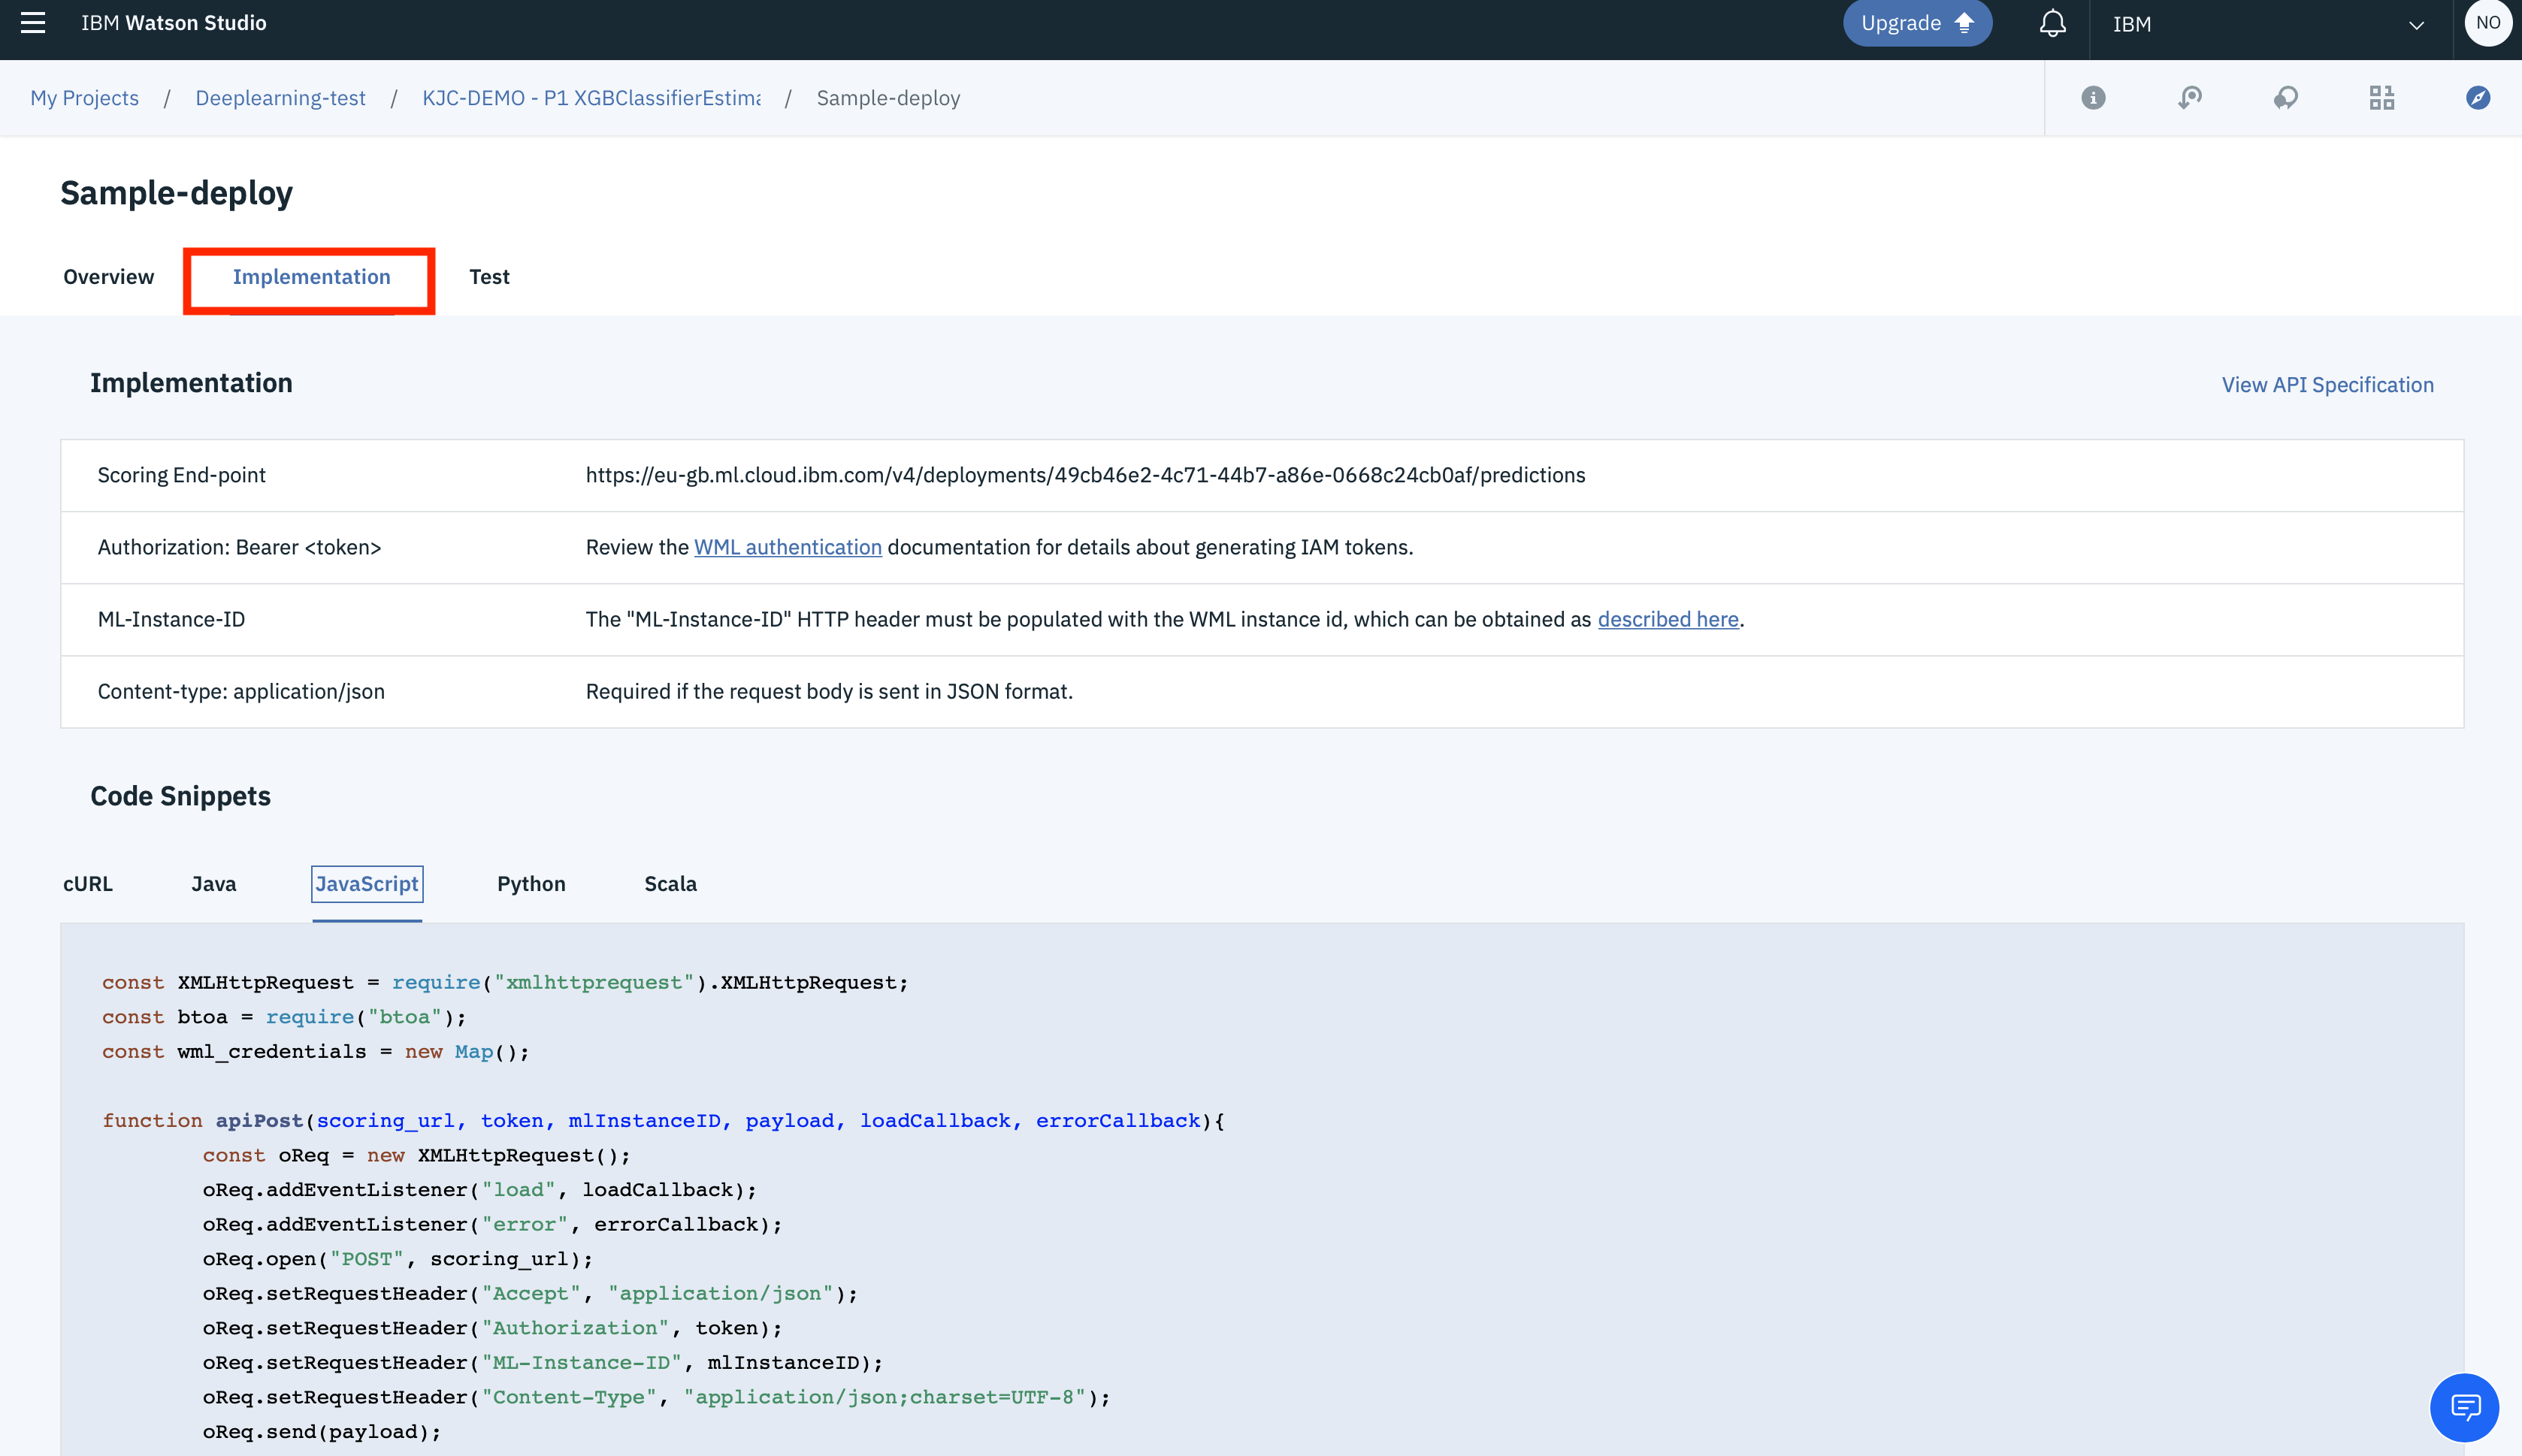 IBM Watson Studio
Upgrade
IBM
NO
My Projects / Deeplearning-test / KJC-DEMO - P1 XGBClassifierEstima / Sample-deploy
Sample-deploy
Overview
Implementation
Test
Implementation
View API Specification
Scoring End-point
https://eu-gb.ml.cloud.ibm.com/v4/deployments/49cb46e2-4c71-44b7-a86e-0668c24cb0af/predictions
Authorization: Bearer <token>
Review the WML authentication documentation for details about generating IAM tokens.
ML-Instance-ID
The "ML-Instance-ID" HTTP header must be populated with the WML instance id, which can be obtained as described here.
Content-type: application/json
Required if the request body is sent in JSON format.
Code Snippets
cURL
Java
JavaScript
Python
Scala
const XMLHttpRequest = require("xmlhttprequest").XMLHttpRequest;
const btoa = require("btoa");
const wml_credentials = new Map();
function apiPost(scoring_url, token, mlInstanceID, payload, loadCallback, errorCallback){
const oReq = new XMLHttpRequest();
oReq.addEventListener("load", loadCallback);
oReq.addEventListener("error", errorCallback);
oReq.open("POST", scoring_url);
oReq.setRequestHeader("Accept", "application/json");
oReq.setRequestHeader("Authorization", token);
oReq.setRequestHeader("ML-Instance-ID", mlInstanceID);
oReq.setRequestHeader("Content-Type", "application/json;charset=UTF-8");
oReq.send(payload);